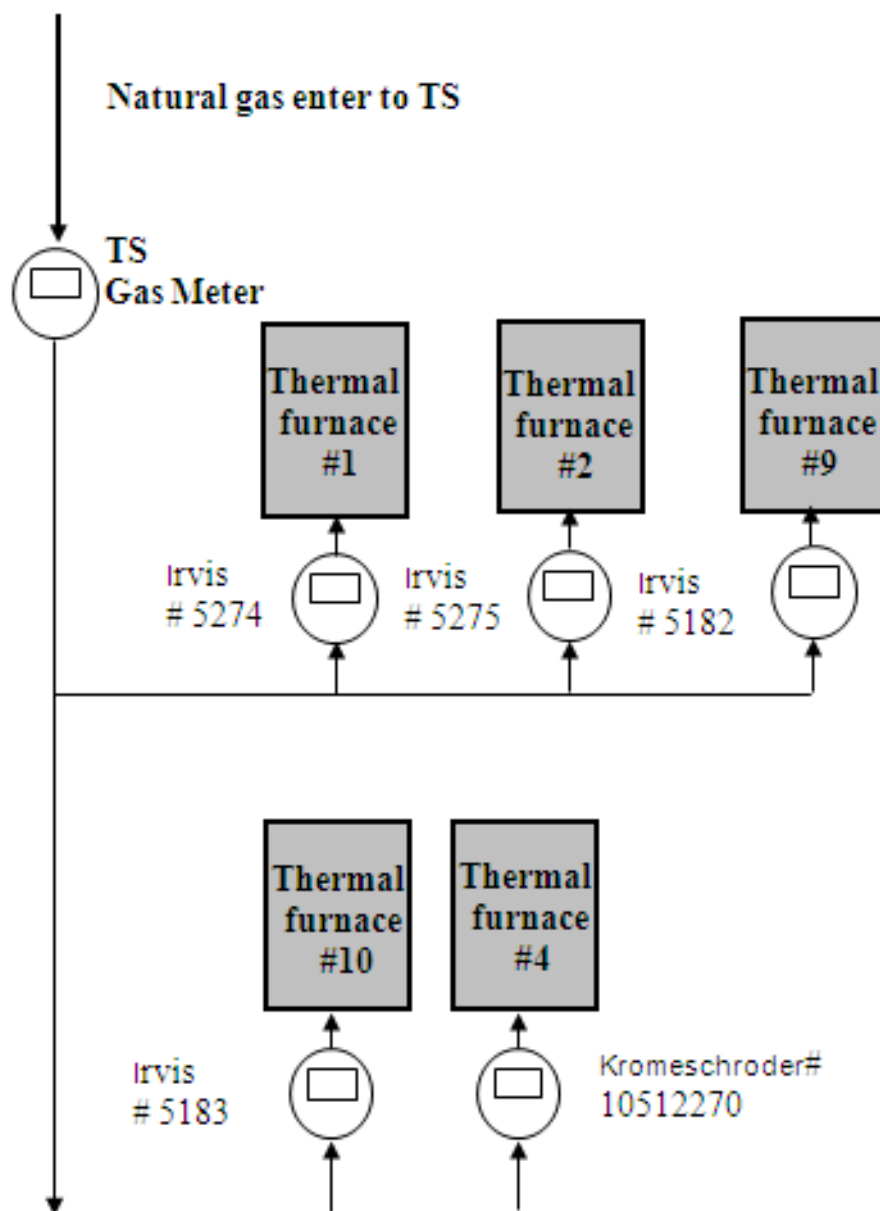 Natural gas enter to TS
TS
Gas Meter
Thermal
furnace
#1
Thermal
furnace
#2
Thermal
furnace
#9
Irvis
# 5274
Irvis
# 5275
Irvis
# 5182
Thermal
furnace
#10
Thermal
furnace
#4
Irvis
# 5183
Kromeschroder#
10512270